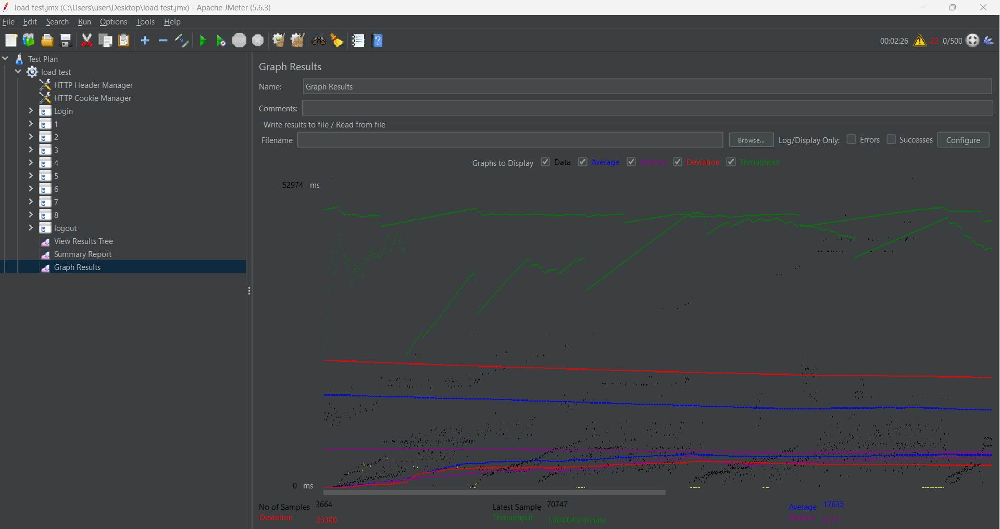 load test.jmx (C:\Users\user\Desktop\load test.jmx) - Apache JMeter (5.6.3)
File Edit Search Run Options Tools Help
STOP
00:02:26 22 0/500
Test Plan
load test
HTTP Header Manager
HTTP Cookie Manager
Login
1
2
3
4
5
6
7
8
logout
View Results Tree
Summary Report
Graph Results
Graph Results
Name: Graph Results
Comments:
Write results to file / Read from file
Filename Browse... Log/Display Only: Errors Successes Configure
Graphs to Display Data Average Median Deviation Throughput
52974 ms
0 ms
No of Samples 3664 Latest Sample 70747 Average 17635
Deviation 23300 Throughput 1,504.043/minute Median 6777